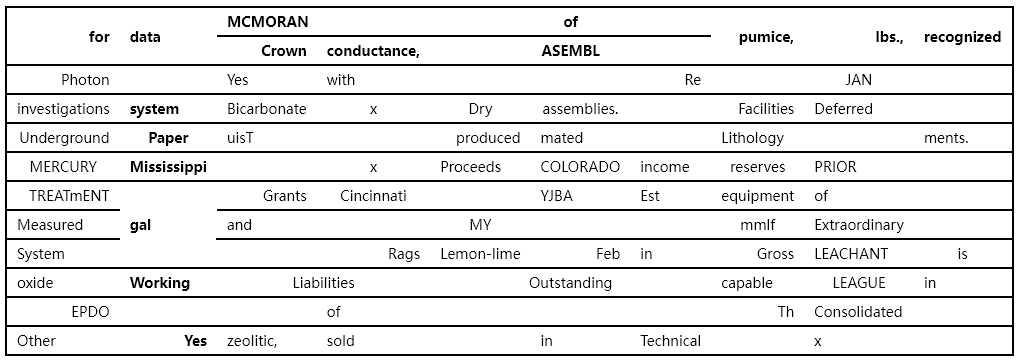 MCMORAN of
for data pumice, lbs., recognized
Crown conductance, ASEMBL
Photon Yes with Re JAN
investigations system Bicarbonate x Dry assemblies. Facilities Deferred
Underground Paper uisT produced mated Lithology ments.
MERCURY Mississippi x Proceeds COLORADO income reserves PRIOR
TREATmENT Grants Cincinnati YJBA Est equipment of
Measured gal and MY mmlf Extraordinary
System Rags Lemon-lime Feb in Gross LEACHANT is
oxide Working Liabilities Outstanding capable LEAGUE in
EPDO of Th Consolidated
Other Yes zeolitic, sold in Technical x